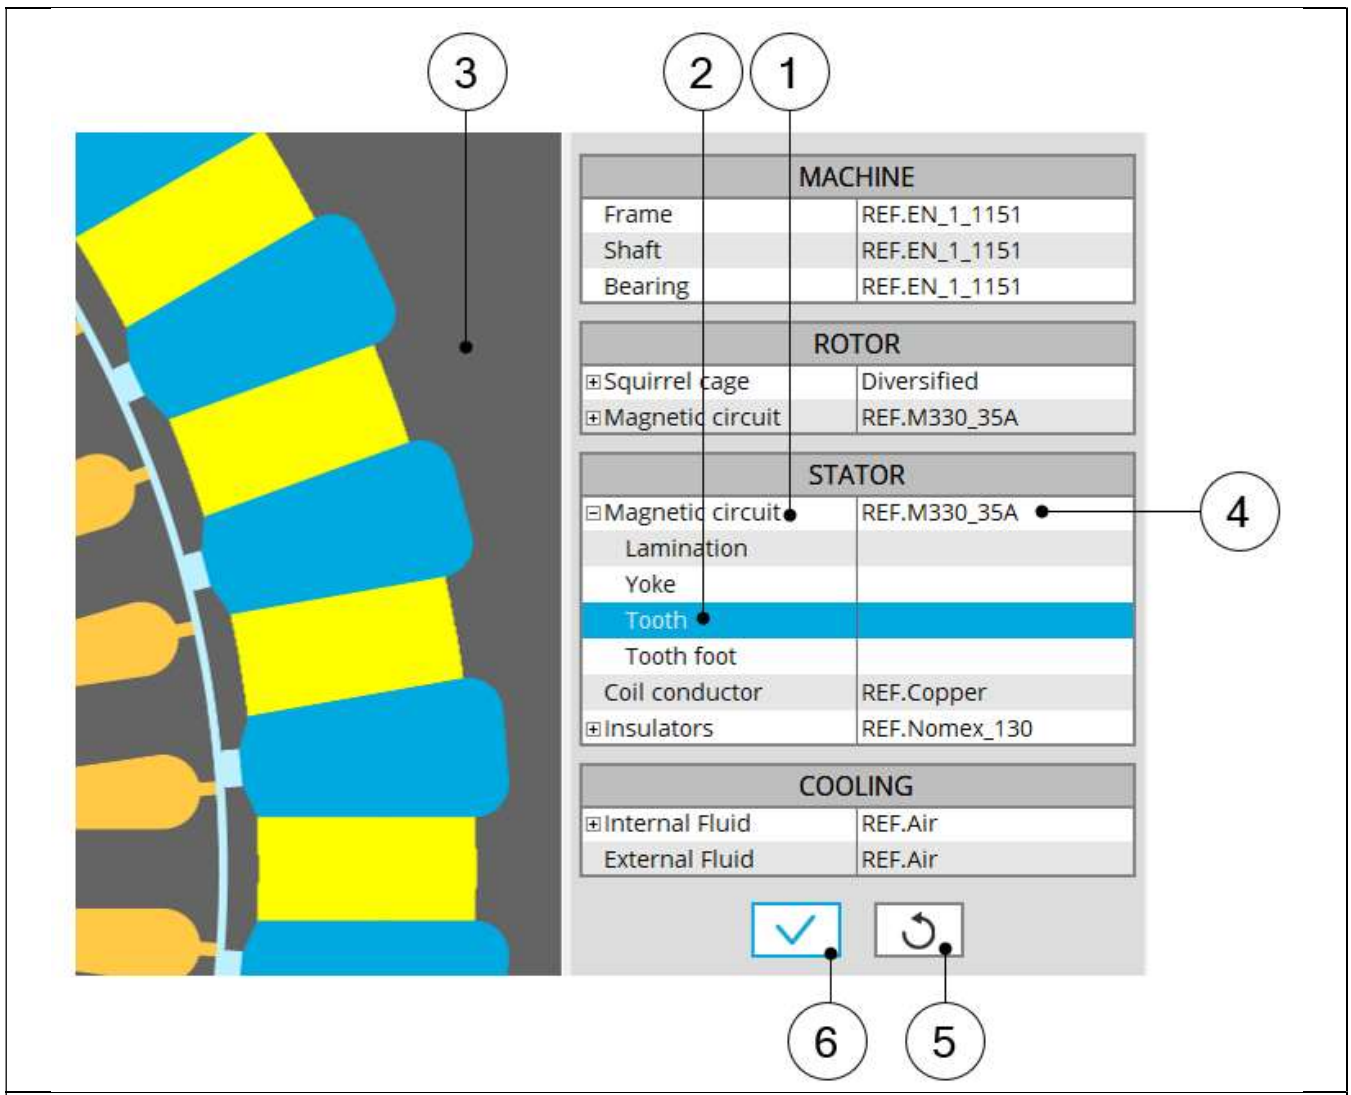 3 2 1
MACHINE
Frame REF.EN_1_1151
Shaft REF.EN_1_1151
Bearing REF.EN_1_1151
ROTOR
Squirrel cage Diversified
Magnetic circuit REF.M330_35A
STATOR
Magnetic circuit REF.M330_35A 4
Lamination
Yoke
Tooth
Tooth foot
Coil conductor REF.Copper
Insulators REF.Nomex_130
COOLING
Internal Fluid REF.Air
External Fluid REF.Air
6 5